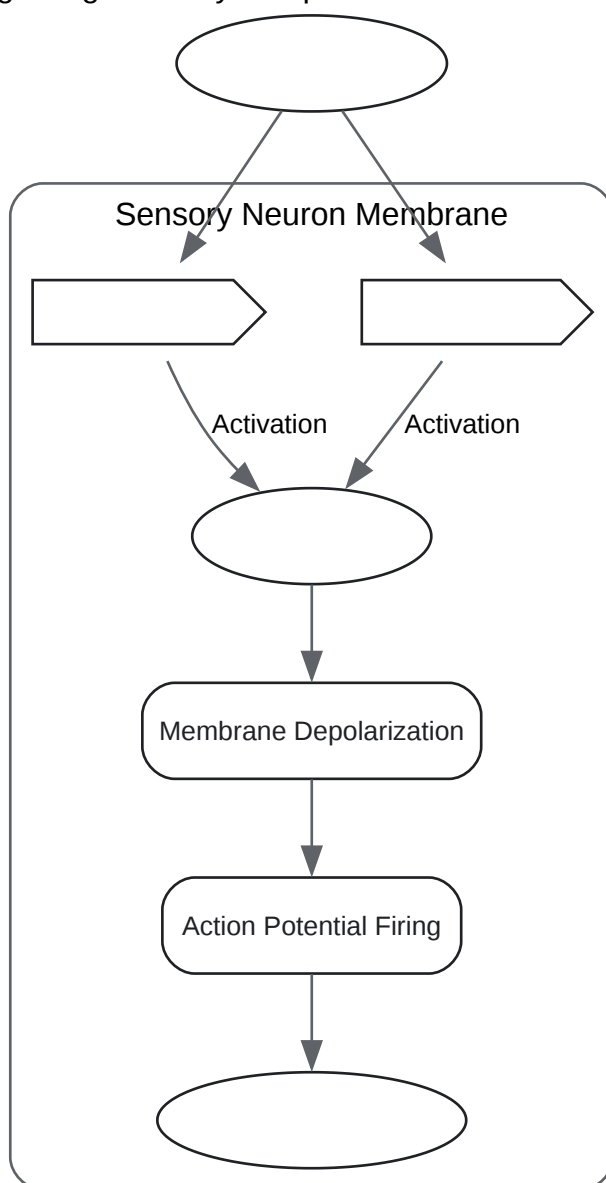 Sensory Neuron Membrane
Activation Activation
Membrane Depolarization
Action Potential Firing